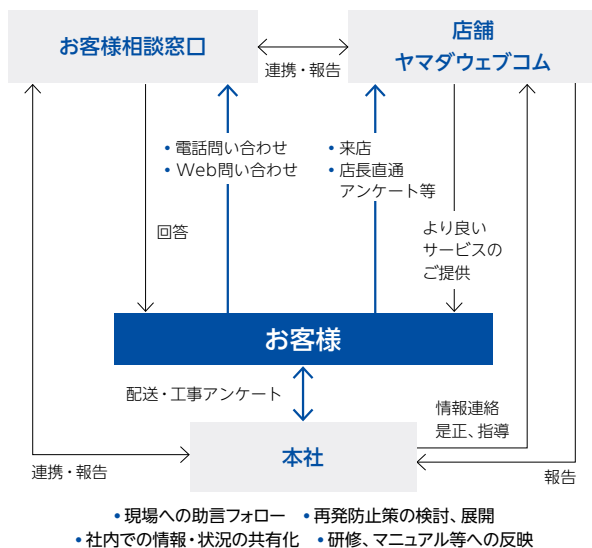 お客様相談窓口
店舗
ヤマダウェブコム
連携・報告
• 電話問い合わせ
• Web問い合わせ
• 来店
• 店長直通
アンケート等
回答
より良い
サービスの
ご提供
お客様
配送・工事アンケート
情報連絡
是正、指導
本社
連携・報告
報告
• 現場への助言フォロー • 再発防止策の検討、展開
• 社内での情報・状況の共有化 • 研修、マニュアル等への反映